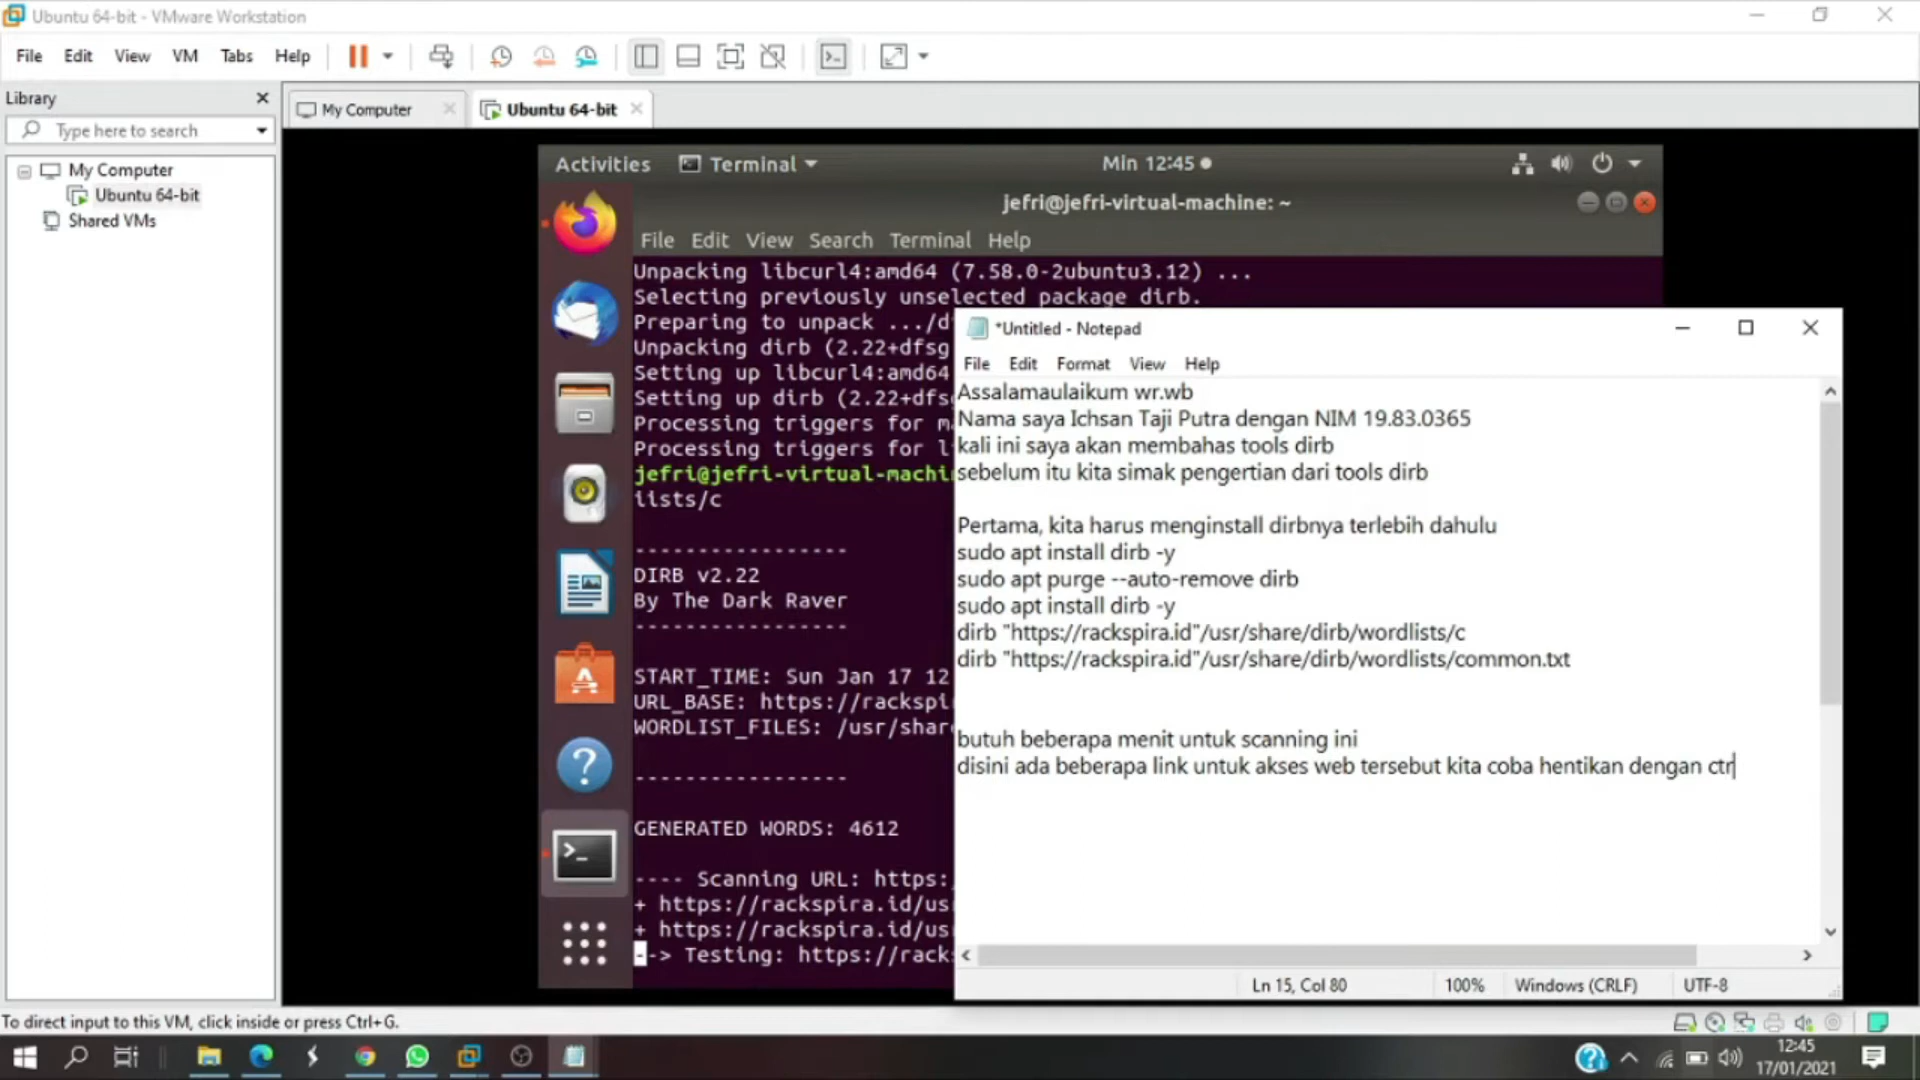 Ubuntu 64-bit - VMware Workstation
File Edit View VM Tabs Help
Library
Type here to search
My Computer
Ubuntu 64-bit
Shared VMs
My Computer
Ubuntu 64-bit
Activities Terminal Min 12:45
jefri@jefri-virtual-machine: ~
File Edit View Search Terminal Help
Unpacking libcurl4:amd64 (7.58.0-2ubuntu3.12) ...
Selecting previously unselected package dirb.
Preparing to unpack .../d
Unpacking dirb (2.22+dfsg
Setting up libcurl4:amd64
Setting up dirb (2.22+dfs
Processing triggers for m
Processing triggers for l
jefri@jefri-virtual-machi
lists/c
-----------------
DIRB v2.22
By The Dark Raver
-----------------
START_TIME: Sun Jan 17 12
URL_BASE: https://rackspi
WORDLIST_FILES: /usr/shar
-----------------
GENERATED WORDS: 4612
---- Scanning URL: https:/
+ https://rackspira.id/us
+ https://rackspira.id/us
--> Testing: https://rack
*Untitled - Notepad
File Edit Format View Help
Assalamaulaikum wr.wb
Nama saya Ichsan Taji Putra dengan NIM 19.83.0365
kali ini saya akan membahas tools dirb
sebelum itu kita simak pengertian dari tools dirb
Pertama, kita harus menginstall dirbnya terlebih dahulu
sudo apt install dirb -y
sudo apt purge --auto-remove dirb
sudo apt install dirb -y
dirb "https://rackspira.id"/usr/share/dirb/wordlists/c
dirb "https://rackspira.id"/usr/share/dirb/wordlists/common.txt
butuh beberapa menit untuk scanning ini
disini ada beberapa link untuk akses web tersebut kita coba hentikan dengan ctr
Ln 15, Col 80 100% Windows (CRLF) UTF-8
To direct input to this VM, click inside or press Ctrl+G.
12:45
17/01/2021